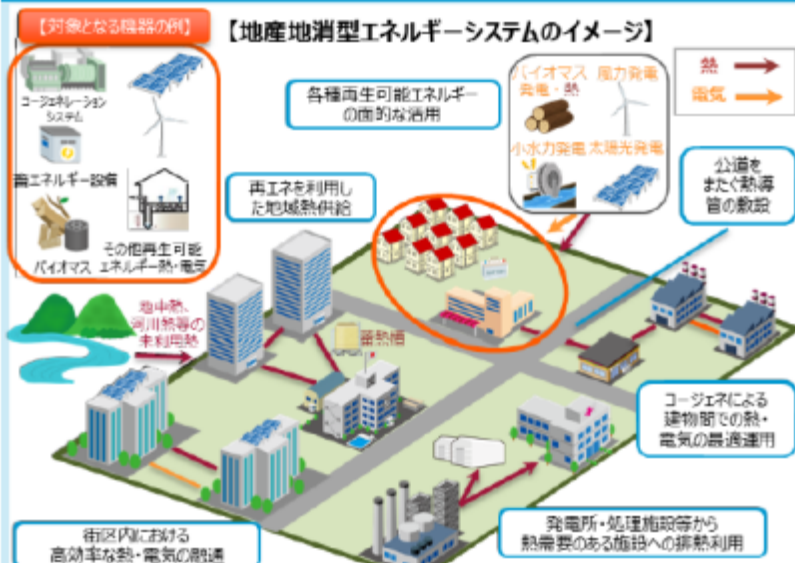 【対象となる機器の例】
【地産地消型エネルギーシステムのイメージ】
コージェネレーション
システム
蓄エネルギー設備
バイオマス
その他再生可能
エネルギー熱・電気
各種再生可能エネルギー
の面的な活用
バイオマス
発電・熱
風力発電
小水力発電
太陽光発電
熱
電気
再エネを利用し
た地域熱供給
公道を
またぐ熱導
管の敷設
地中熱、
河川熱等の
未利用熱
蓄熱槽
コージェネによる
建物間での熱・
電気の最適運用
街区内における
高効率な熱・電気の融通
発電所・処理施設等から
熱需要のある施設への排熱利用